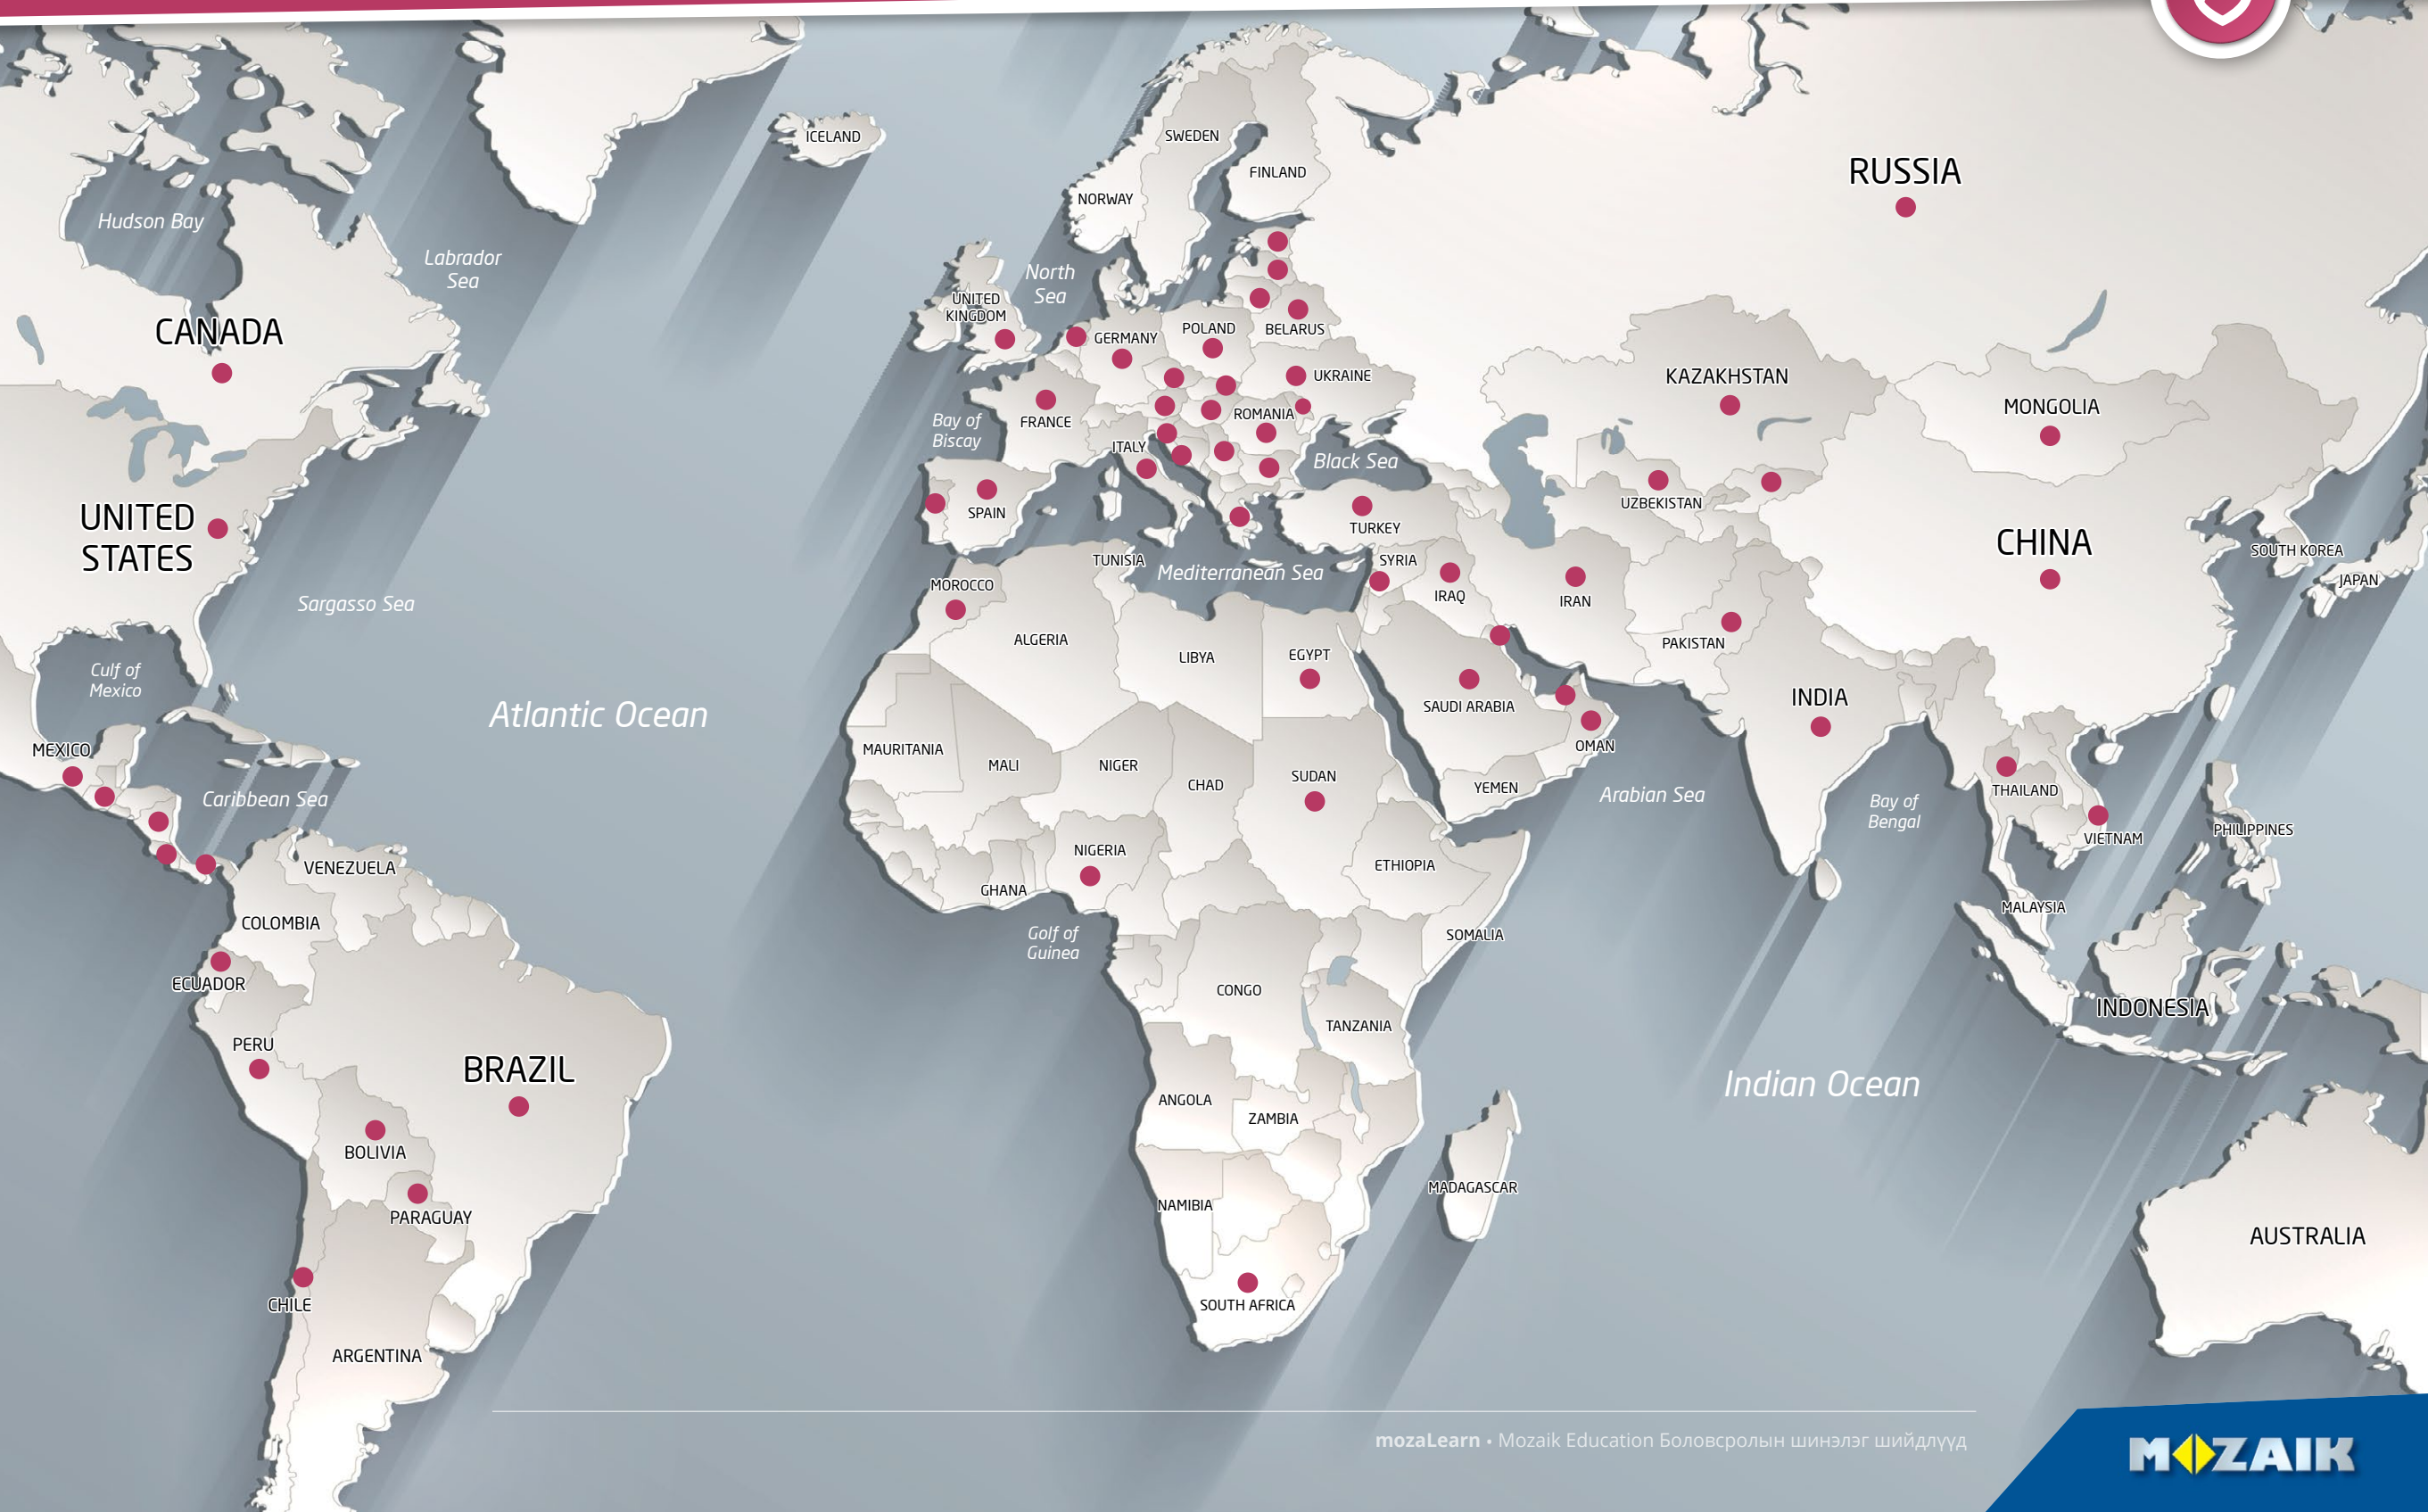 ICELAND
SWEDEN
FINLAND
NORWAY
RUSSIA
Hudson Bay
Labrador
Sea
North
Sea
UNITED
KINGDOM
CANADA
GERMANY
POLAND
BELARUS
UKRAINE
KAZAKHSTAN
MONGOLIA
FRANCE
ROMANIA
Bay of
Biscay
ITALY
Black Sea
UNITED
STATES
SPAIN
TURKEY
UZBEKISTAN
CHINA
SOUTH KOREA
JAPAN
TUNISIA
Mediterranean Sea
SYRIA
IRAQ
IRAN
MOROCCO
Sargasso Sea
ALGERIA
LIBYA
EGYPT
PAKISTAN
Culf of
Mexico
Atlantic Ocean
SAUDI ARABIA
INDIA
MEXICO
MAURITANIA
MALI
NIGER
CHAD
SUDAN
OMAN
YEMEN
Arabian Sea
Bay of
Bengal
THAILAND
VIETNAM
PHILIPPINES
Caribbean Sea
VENEZUELA
NIGERIA
GHANA
ETHIOPIA
COLOMBIA
Golf of
Guinea
SOMALIA
MALAYSIA
ECUADOR
CONGO
TANZANIA
INDONESIA
PERU
BRAZIL
ANGOLA
ZAMBIA
Indian Ocean
BOLIVIA
PARAGUAY
NAMIBIA
MADAGASCAR
AUSTRALIA
CHILE
SOUTH AFRICA
ARGENTINA
mozaLearn • Mozaik Education Боловсролын шинэлэг шийдлүүд
MOZAIK